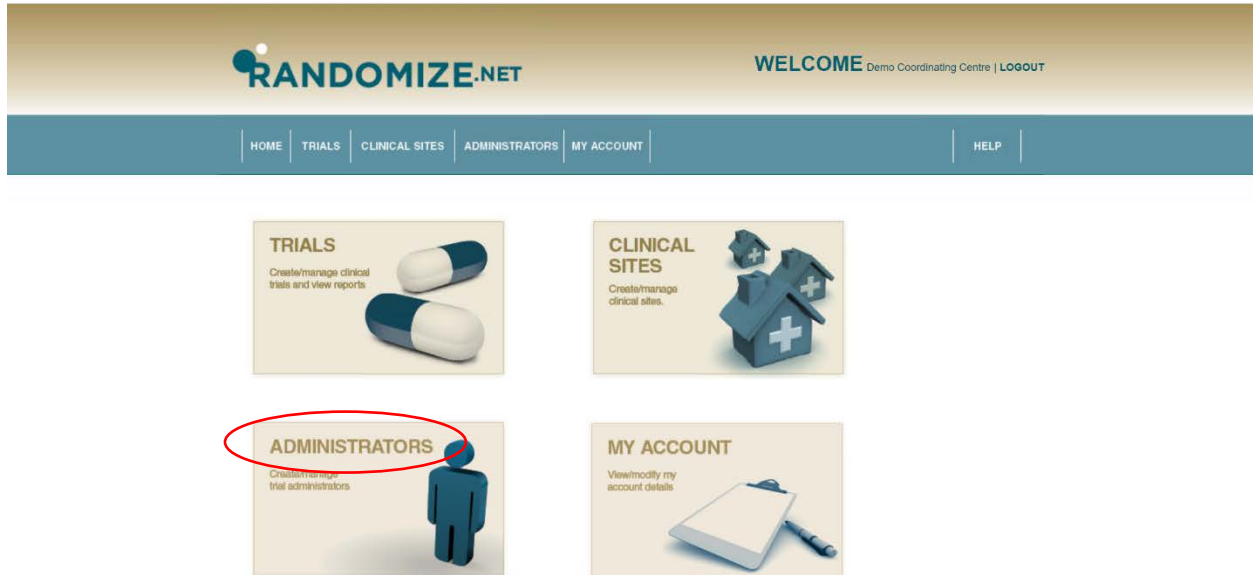 RANDOMIZE.NET
WELCOME Demo Coordinating Centre | LOGOUT
HOME TRIALS CLINICAL SITES ADMINISTRATORS MY ACCOUNT HELP
TRIALS
Create/manage clinical
trials and view reports
CLINICAL
SITES
Create/manage
clinical sites.
ADMINISTRATORS
Create/manage
trial administrators
MY ACCOUNT
View/modify my
account details